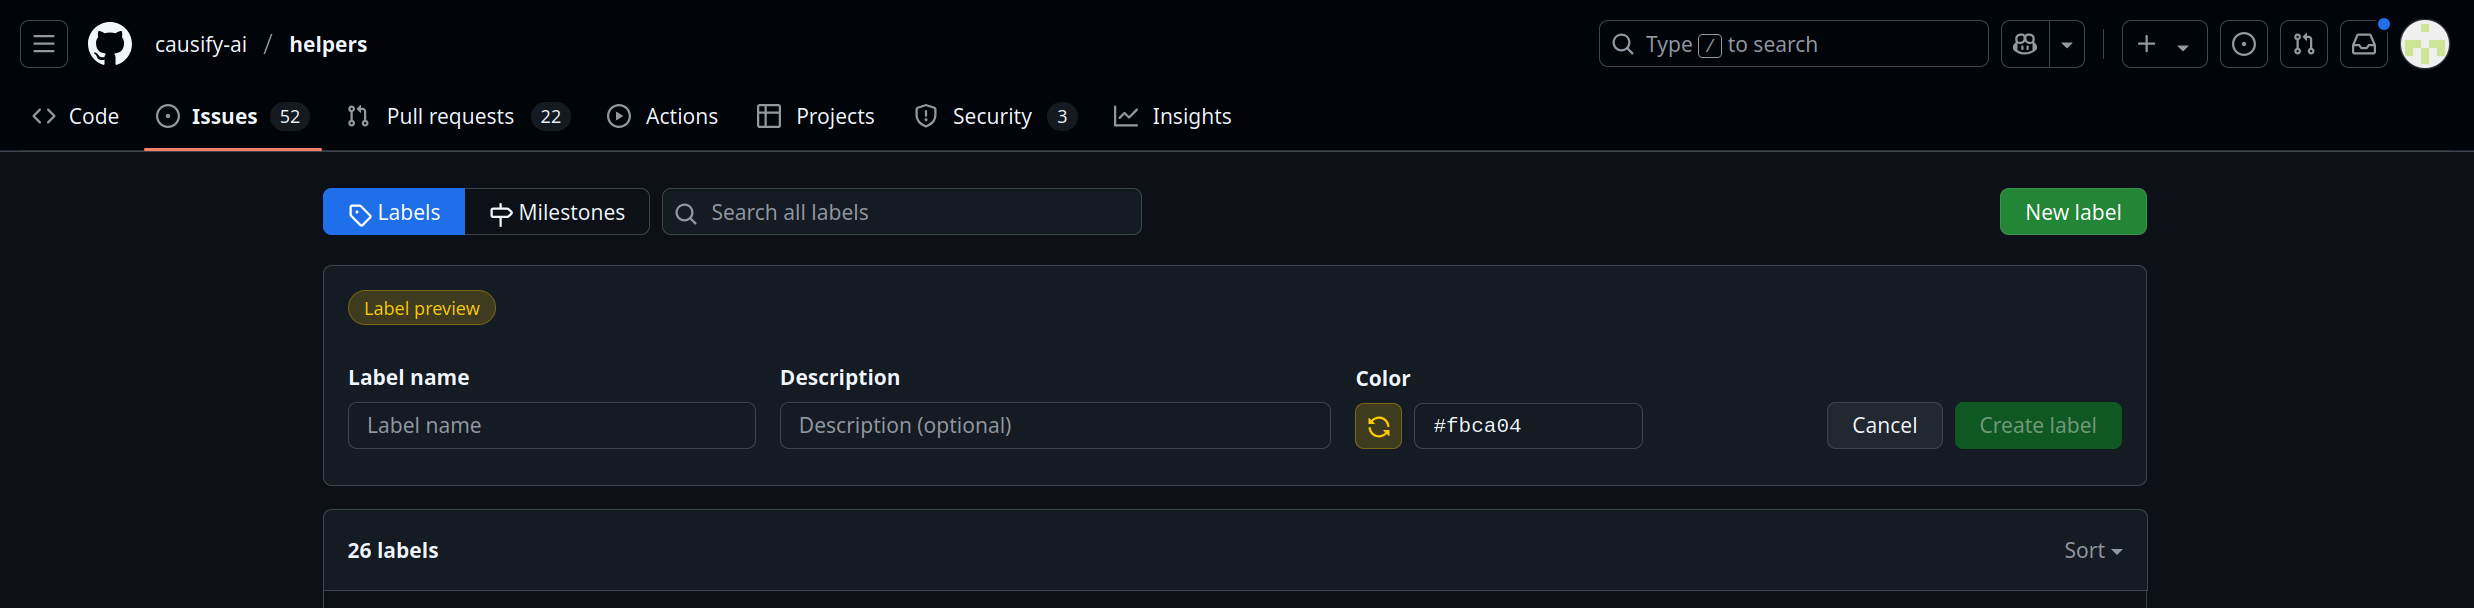 causify-ai / helpers
Type / to search
Code Issues 52 Pull requests 22 Actions Projects Security 3 Insights
Labels Milestones Search all labels New label
Label preview
Label name Description Color
Label name Description (optional) #fbca04 Cancel Create label
26 labels Sort